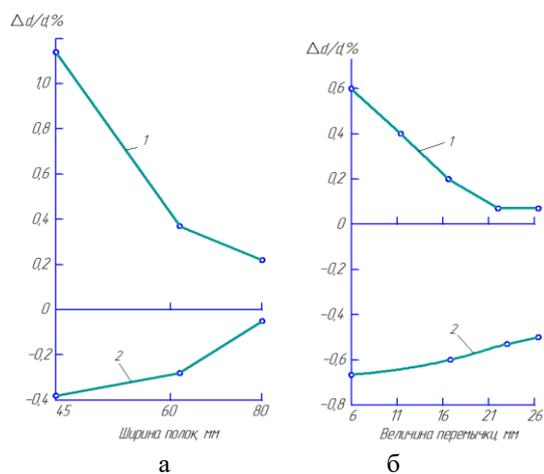 Δd/d,%
1,0
0,8
0,6
0,4
0,2
0
-0,2
-0,4
1
2
45 60 80
Ширина полок, мм
а
Δd/d,%
0,6
0,4
0,2
0
-0,2
-0,4
-0,6
-0,8
1
2
6 11 16 21 26
Величина перемычки, мм
б